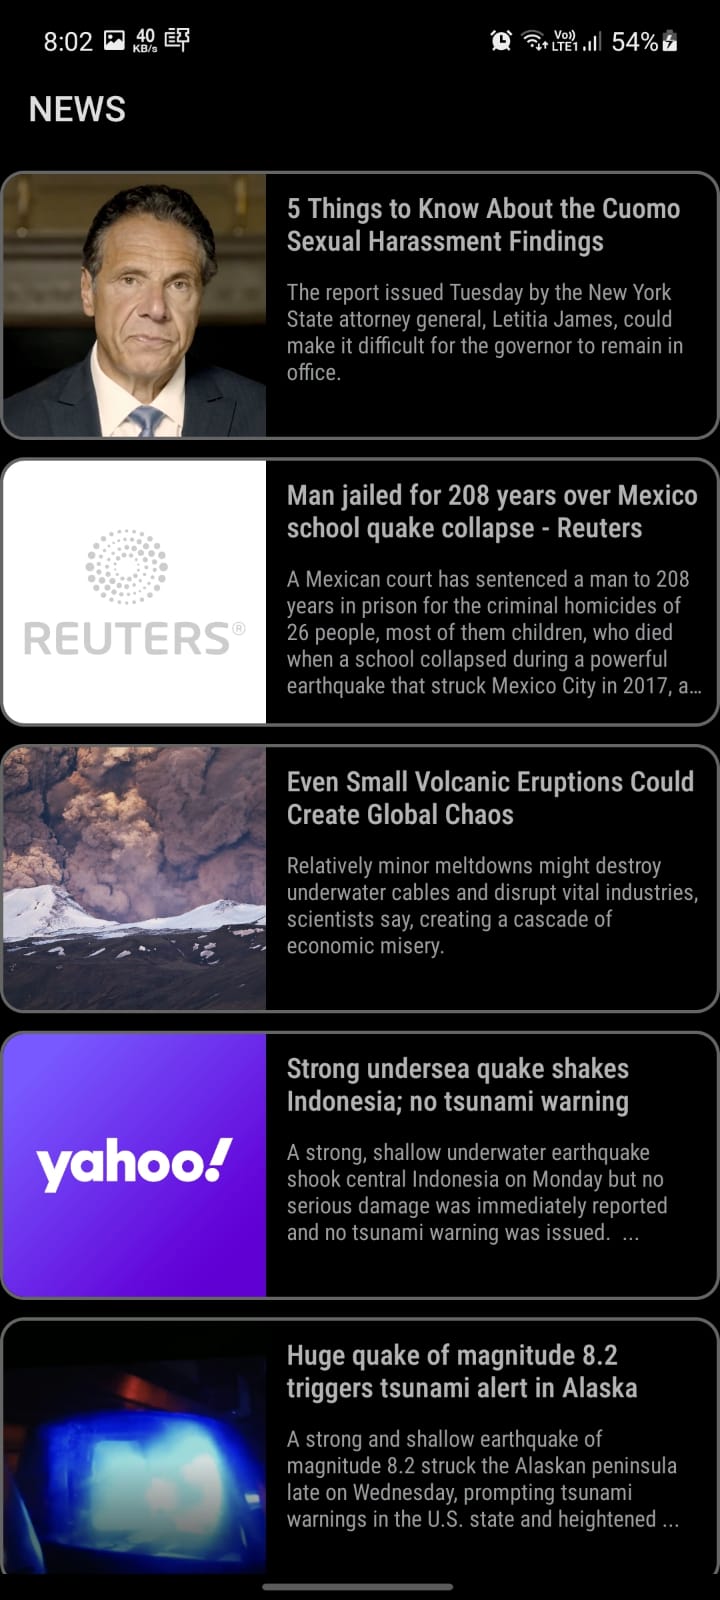 8:02 40 KB/s Vo)) LTE1 54%
NEWS
5 Things to Know About the Cuomo
Sexual Harassment Findings
The report issued Tuesday by the New York
State attorney general, Letitia James, could
make it difficult for the governor to remain in
office.
REUTERS®
Man jailed for 208 years over Mexico
school quake collapse - Reuters
A Mexican court has sentenced a man to 208
years in prison for the criminal homicides of
26 people, most of them children, who died
when a school collapsed during a powerful
earthquake that struck Mexico City in 2017, a…
Even Small Volcanic Eruptions Could
Create Global Chaos
Relatively minor meltdowns might destroy
underwater cables and disrupt vital industries,
scientists say, creating a cascade of
economic misery.
yahoo!
Strong undersea quake shakes
Indonesia; no tsunami warning
A strong, shallow underwater earthquake
shook central Indonesia on Monday but no
serious damage was immediately reported
and no tsunami warning was issued.  ...
Huge quake of magnitude 8.2
triggers tsunami alert in Alaska
A strong and shallow earthquake of
magnitude 8.2 struck the Alaskan peninsula
late on Wednesday, prompting tsunami
warnings in the U.S. state and heightened ...